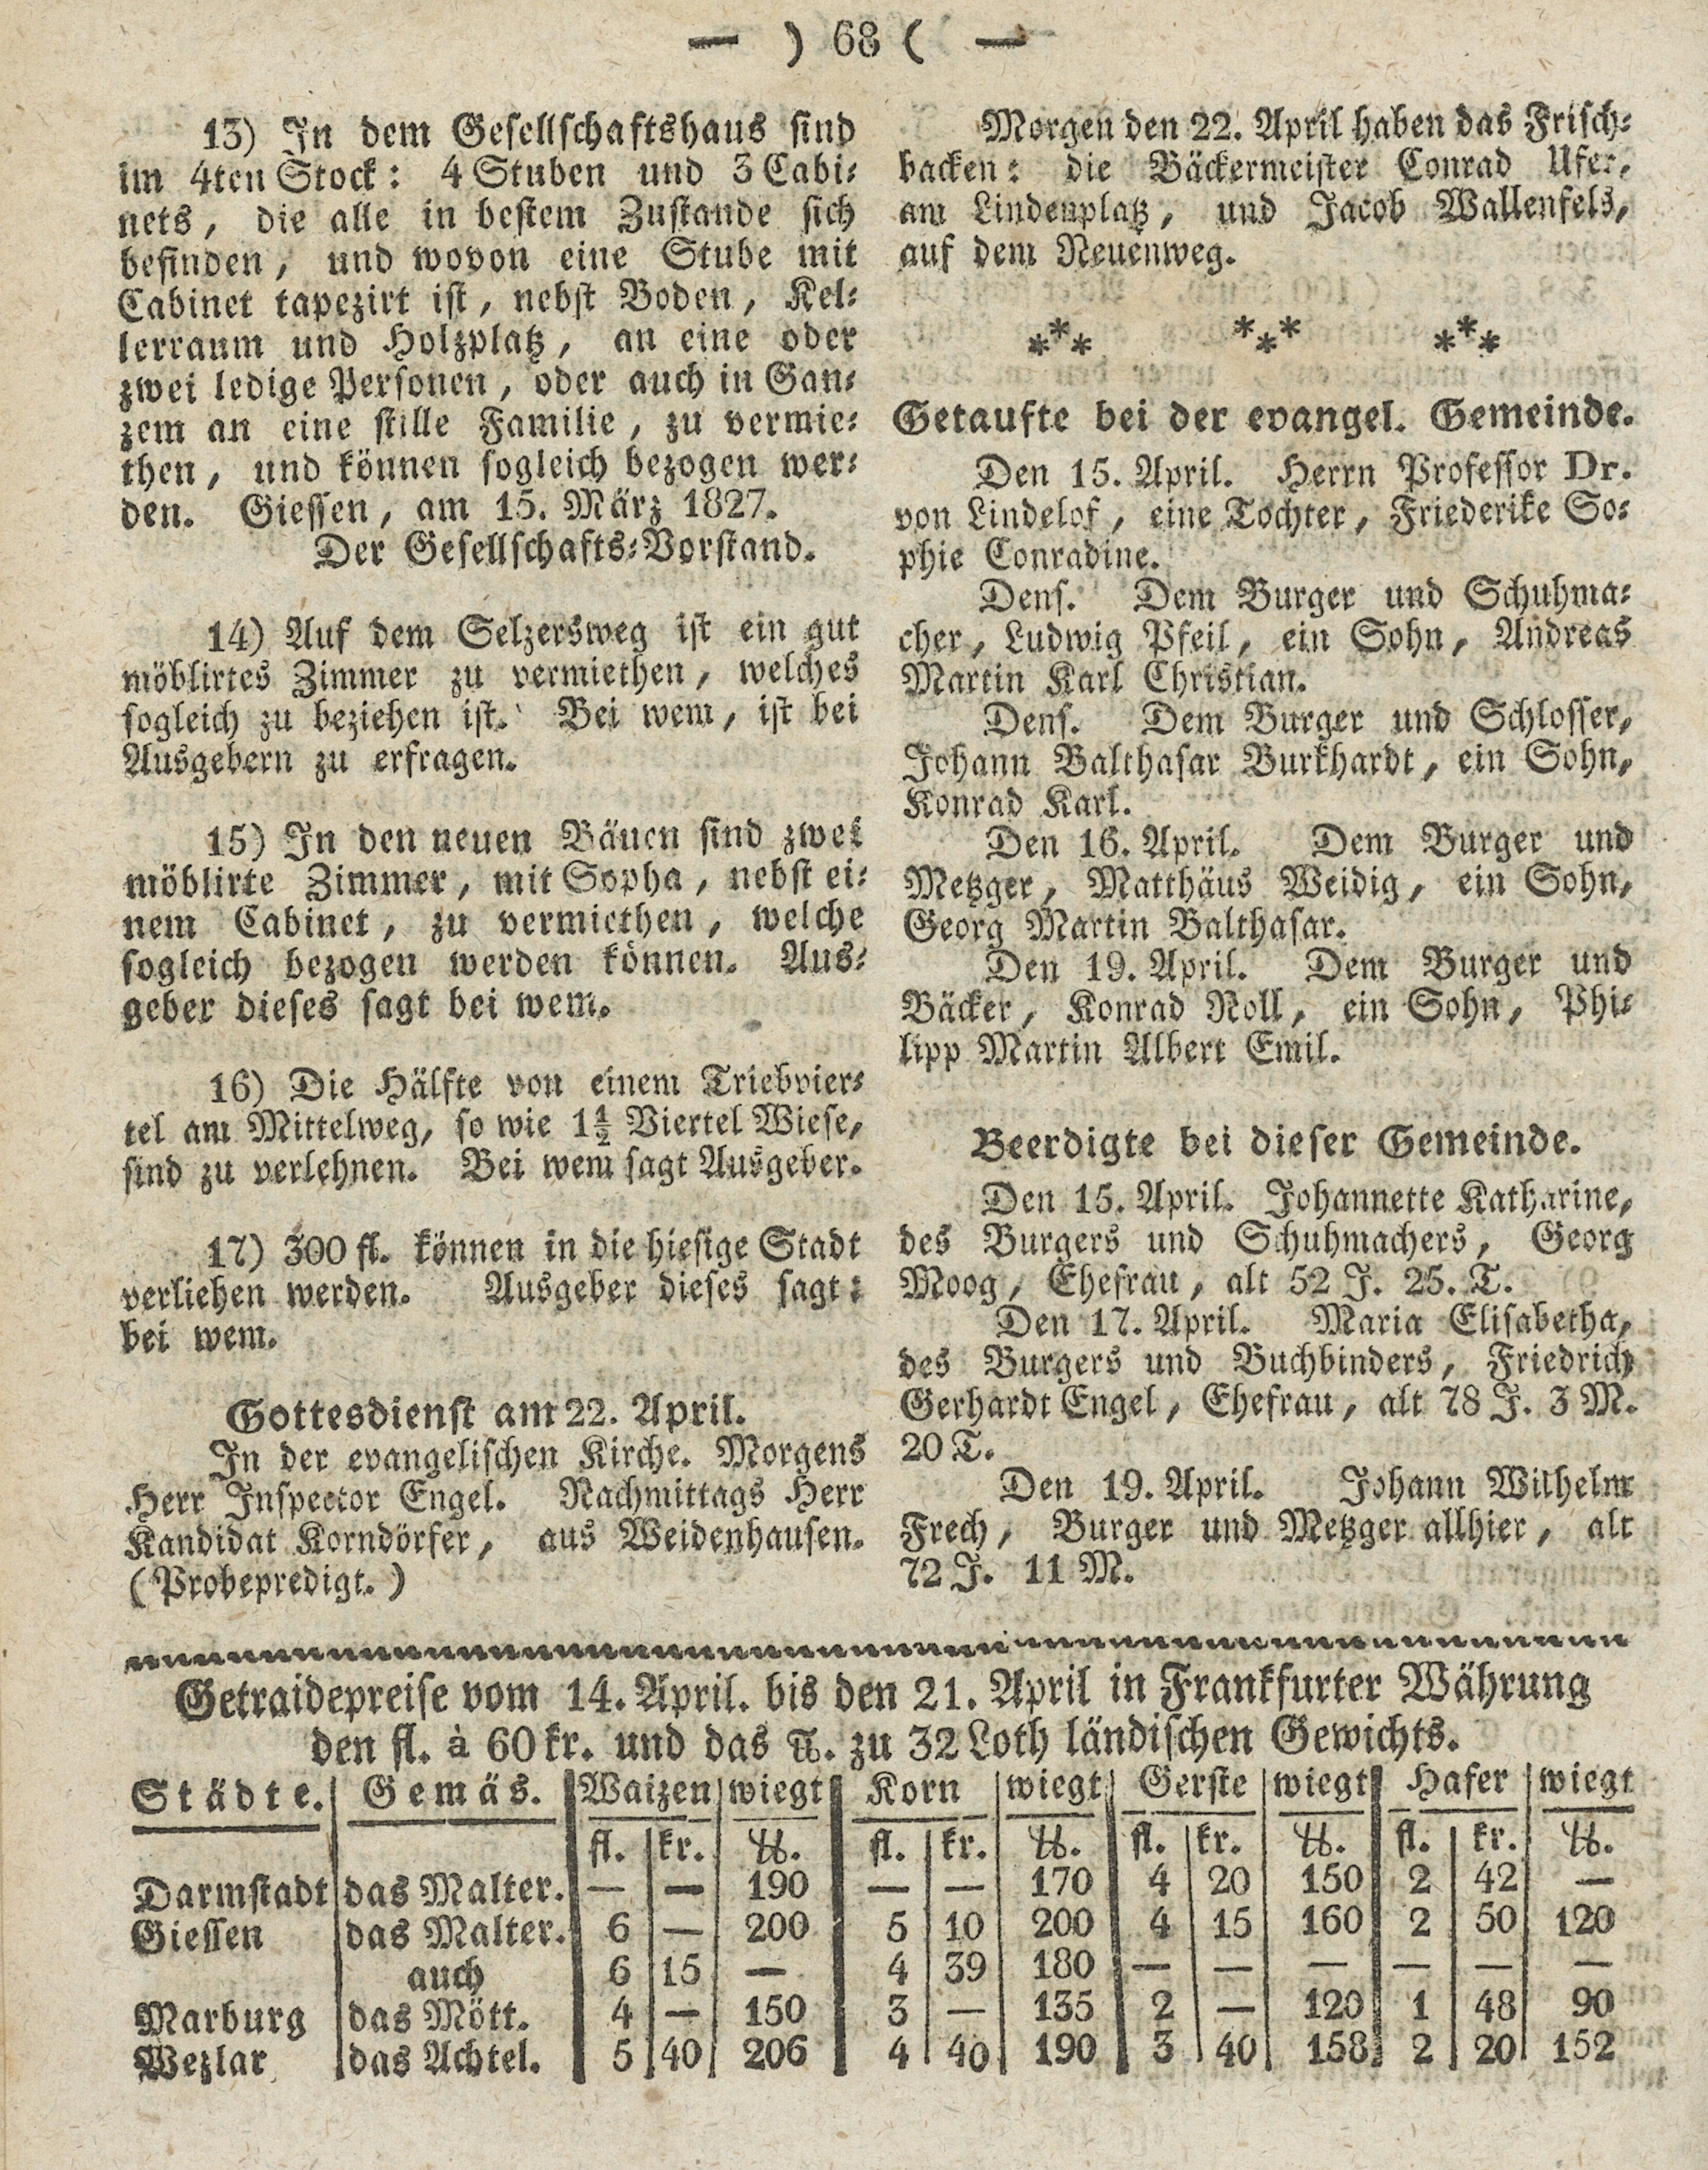 — ) 68 ( —
13) In dem Gesellschaftshaus sind
im 4ten Stock: 4 Stuben und 3 Cabi-
nets, die alle in bestem Zustande sich
befinden, und wovon eine Stube mit
Cabinet tapezirt ist, nebst Boden, Kel-
lerraum und Holzplatz, an eine oder
zwei ledige Personen, oder auch in Gan-
zem an eine stille Familie, zu vermie-
then, und können sogleich bezogen wer-
den. Giessen, am 15. März 1827.
Der Gesellschafts-Vorstand.
14) Auf dem Selzersweg ist ein gut
möblirtes Zimmer zu vermiethen, welches
sogleich zu beziehen ist. Bei wem, ist bei
Ausgebern zu erfragen.
15) In den neuen Bäuen sind zwei
möblirte Zimmer, mit Sopha, nebst ei-
nem Cabinet, zu vermiethen, welche
sogleich bezogen werden können. Aus-
geber dieses sagt bei wem.
16) Die Hälfte von einem Triebvier-
tel am Mittelweg, so wie 1½ Viertel Wiese,
sind zu verlehnen. Bei wem sagt Ausgeber.
17) 300 fl. können in die hiesige Stadt
verliehen werden. Ausgeber dieses sagt:
bei wem.
Gottesdienst am 22. April.
In der evangelischen Kirche. Morgens
Herr Inspector Engel. Nachmittags Herr
Kandidat Korndörfer, aus Weidenhausen.
(Probepredigt.)
Morgen den 22. April haben das Frisch-
backen: die Bäckermeister Conrad Ufer,
am Lindenplatz, und Jacob Wallenfels,
auf dem Neuenweg.
*** *** ***
Getaufte bei der evangel. Gemeinde.
Den 15. April. Herrn Professor Dr.
von Lindelof, eine Tochter, Friederike So-
phie Conradine.
Dens. Dem Burger und Schuhma-
cher, Ludwig Pfeil, ein Sohn, Andreas
Martin Karl Christian.
Dens. Dem Burger und Schlosser,
Johann Balthasar Burkhardt, ein Sohn,
Konrad Karl.
Den 16. April. Dem Burger und
Metzger, Matthäus Weidig, ein Sohn,
Georg Martin Balthasar.
Den 19. April. Dem Burger und
Bäcker, Konrad Noll, ein Sohn, Phi-
lipp Martin Albert Emil.
Beerdigte bei dieser Gemeinde.
Den 15. April. Johannette Katharine,
des Burgers und Schuhmachers, Georg
Moog, Ehefrau, alt 52 J. 25. T.
Den 17. April. Maria Elisabetha,
des Burgers und Buchbinders, Friedrich
Gerhardt Engel, Ehefrau, alt 78 J. 3 M.
20 T.
Den 19. April. Johann Wilhelm
Frech, Burger und Metzger allhier, alt
72 J. 11 M.
Getraidepreise vom 14. April. bis den 21. April in Frankfurter Währung
den fl. à 60 kr. und das ℔. zu 32 Loth ländischen Gewichts.
Städte. Gemäs. Waizen wiegt Korn wiegt Gerste wiegt Hafer wiegt
fl. kr. ℔. fl. kr. ℔. fl. kr. ℔. fl. kr. ℔.
Darmstadt das Malter. — — 190 — — 170 4 20 150 2 42 —
Giessen das Malter. 6 — 200 5 10 200 4 15 160 2 50 120
auch 6 15 — 4 39 180 — — — — — —
Marburg das Mött. 4 — 150 3 — 135 2 — 120 1 48 90
Wezlar das Achtel. 5 40 206 4 40 190 3 40 158 2 20 152